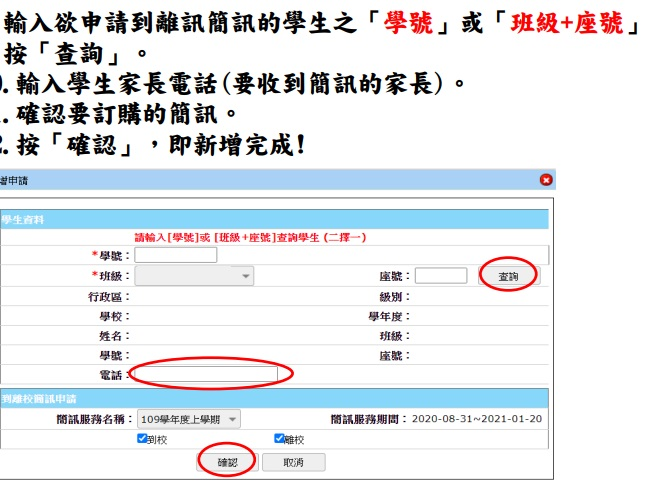 輸入欲申請到離訊簡訊的學生之「學號」或「班級+座號」
按「查詢」。
.輸入學生家長電話(要收到簡訊的家長)。
.確認要訂購的簡訊。
.按「確認」，即新增完成!
增申請
學生資料
請輸入[學號]或 [班級+座號]查詢學生 (二擇一)
*學號：
*班級： 座號： 查詢
行政區： 級別：
學校： 學年度：
姓名： 班級：
學號： 座號：
電話：
到離校簡訊申請
簡訊服務名稱： 109學年度上學期 簡訊服務期間： 2020-08-31~2021-01-20
到校 離校
確認 取消